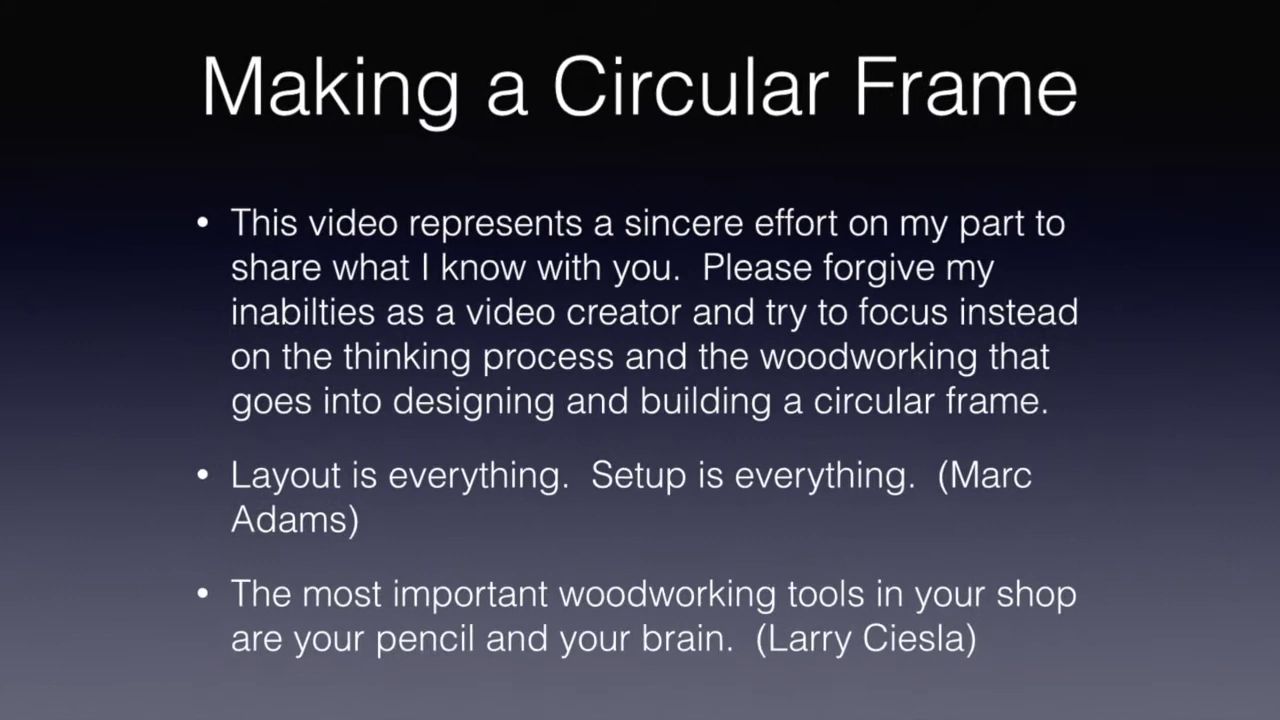 Making a Circular Frame
• This video represents a sincere effort on my part to
share what I know with you.  Please forgive my
inabilties as a video creator and try to focus instead
on the thinking process and the woodworking that
goes into designing and building a circular frame.
• Layout is everything.  Setup is everything.  (Marc
Adams)
• The most important woodworking tools in your shop
are your pencil and your brain.  (Larry Ciesla)